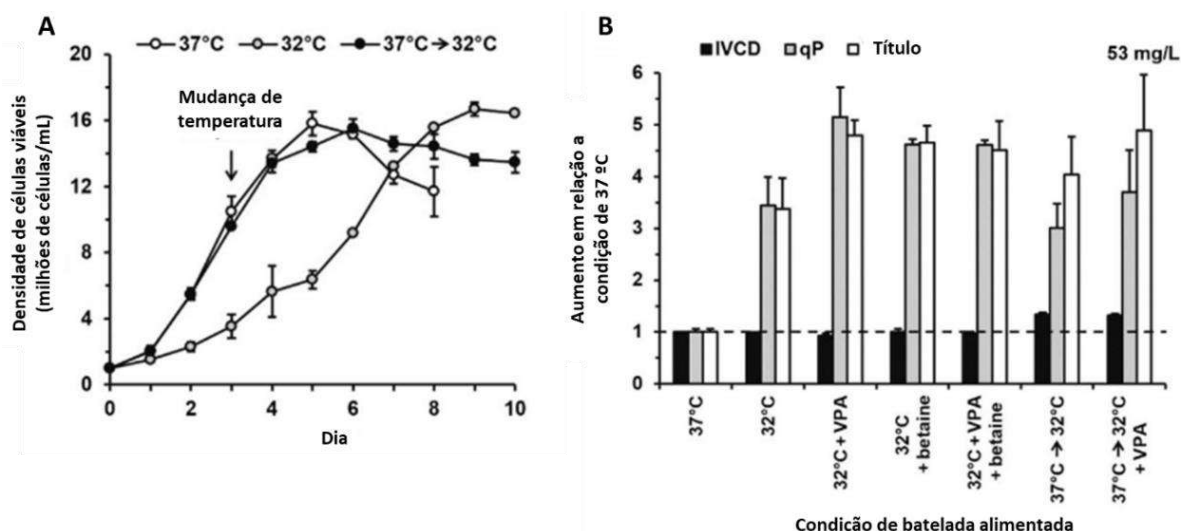 A
37°C 32°C 37°C → 32°C
Densidade de células viáveis
(milhões de células/mL)
20
16
12
8
4
0
Mudança de
temperatura
0 2 4 6 8 10
Dia
B
IVCD qP Título
53 mg/L
Aumento em relação a
condição de 37 ºC
6
5
4
3
2
1
0
37°C
32°C
32°C + VPA
32°C
+ betaine
32°C + VPA
+ betaine
37°C → 32°C
37°C → 32°C
+ VPA
Condição de batelada alimentada